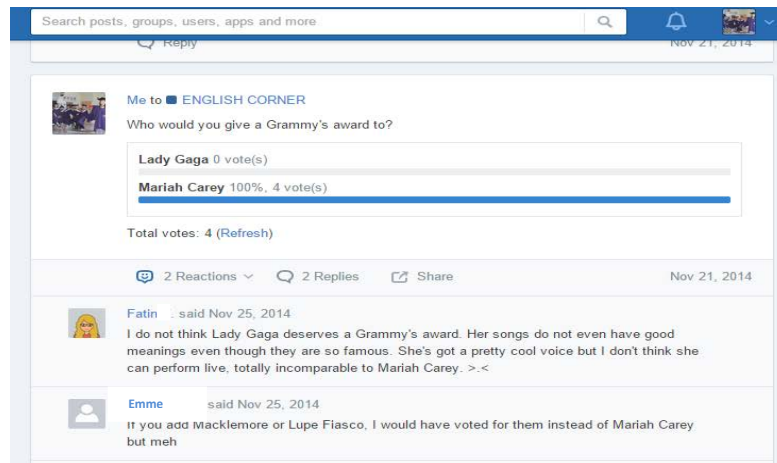 Search posts, groups, users, apps and more
Reply Nov 21, 2014
Me to ENGLISH CORNER
Who would you give a Grammy's award to?
Lady Gaga 0 vote(s)
Mariah Carey 100%, 4 vote(s)
Total votes: 4 (Refresh)
2 Reactions 2 Replies Share Nov 21, 2014
Fatin . said Nov 25, 2014
I do not think Lady Gaga deserves a Grammy's award. Her songs do not even have good
meanings even though they are so famous. She's got a pretty cool voice but I don't think she
can perform live, totally incomparable to Mariah Carey. >.<
Emme said Nov 25, 2014
If you add Macklemore or Lupe Fiasco, I would have voted for them instead of Mariah Carey
but meh